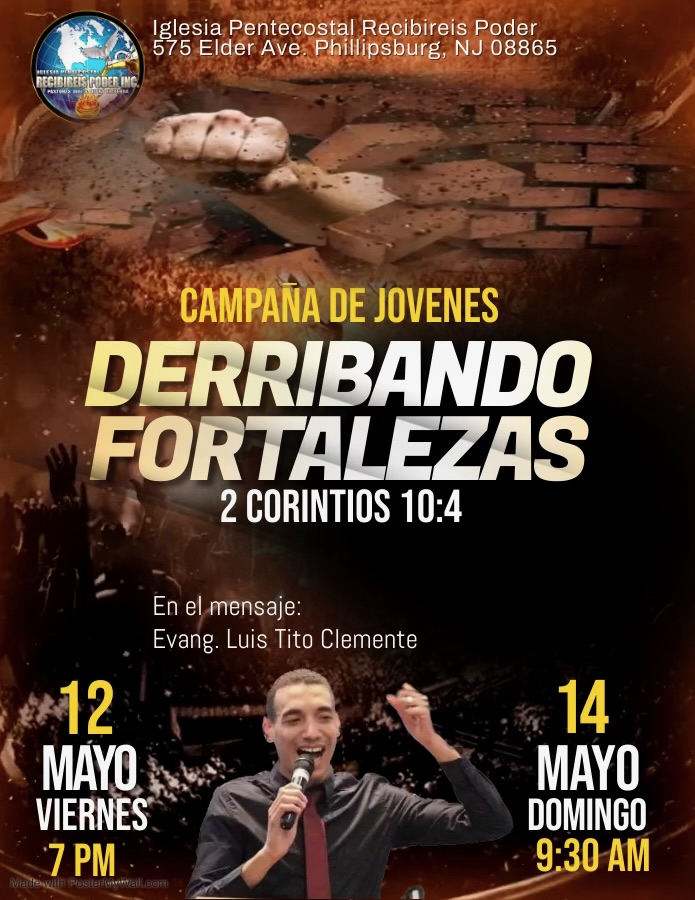 Iglesia Pentecostal Recibireis Poder
575 Elder Ave. Phillipsburg, NJ 08865
IGLESIA PENTECOSTAL
RECIBIREIS PODER INC.
CAMPAÑA DE JOVENES
DERRIBANDO
FORTALEZAS
2 CORINTIOS 10:4
En el mensaje:
Evang. Luis Tito Clemente
12
MAYO
VIERNES
7 PM
14
MAYO
DOMINGO
9:30 AM
Made with PosterMyWall.com